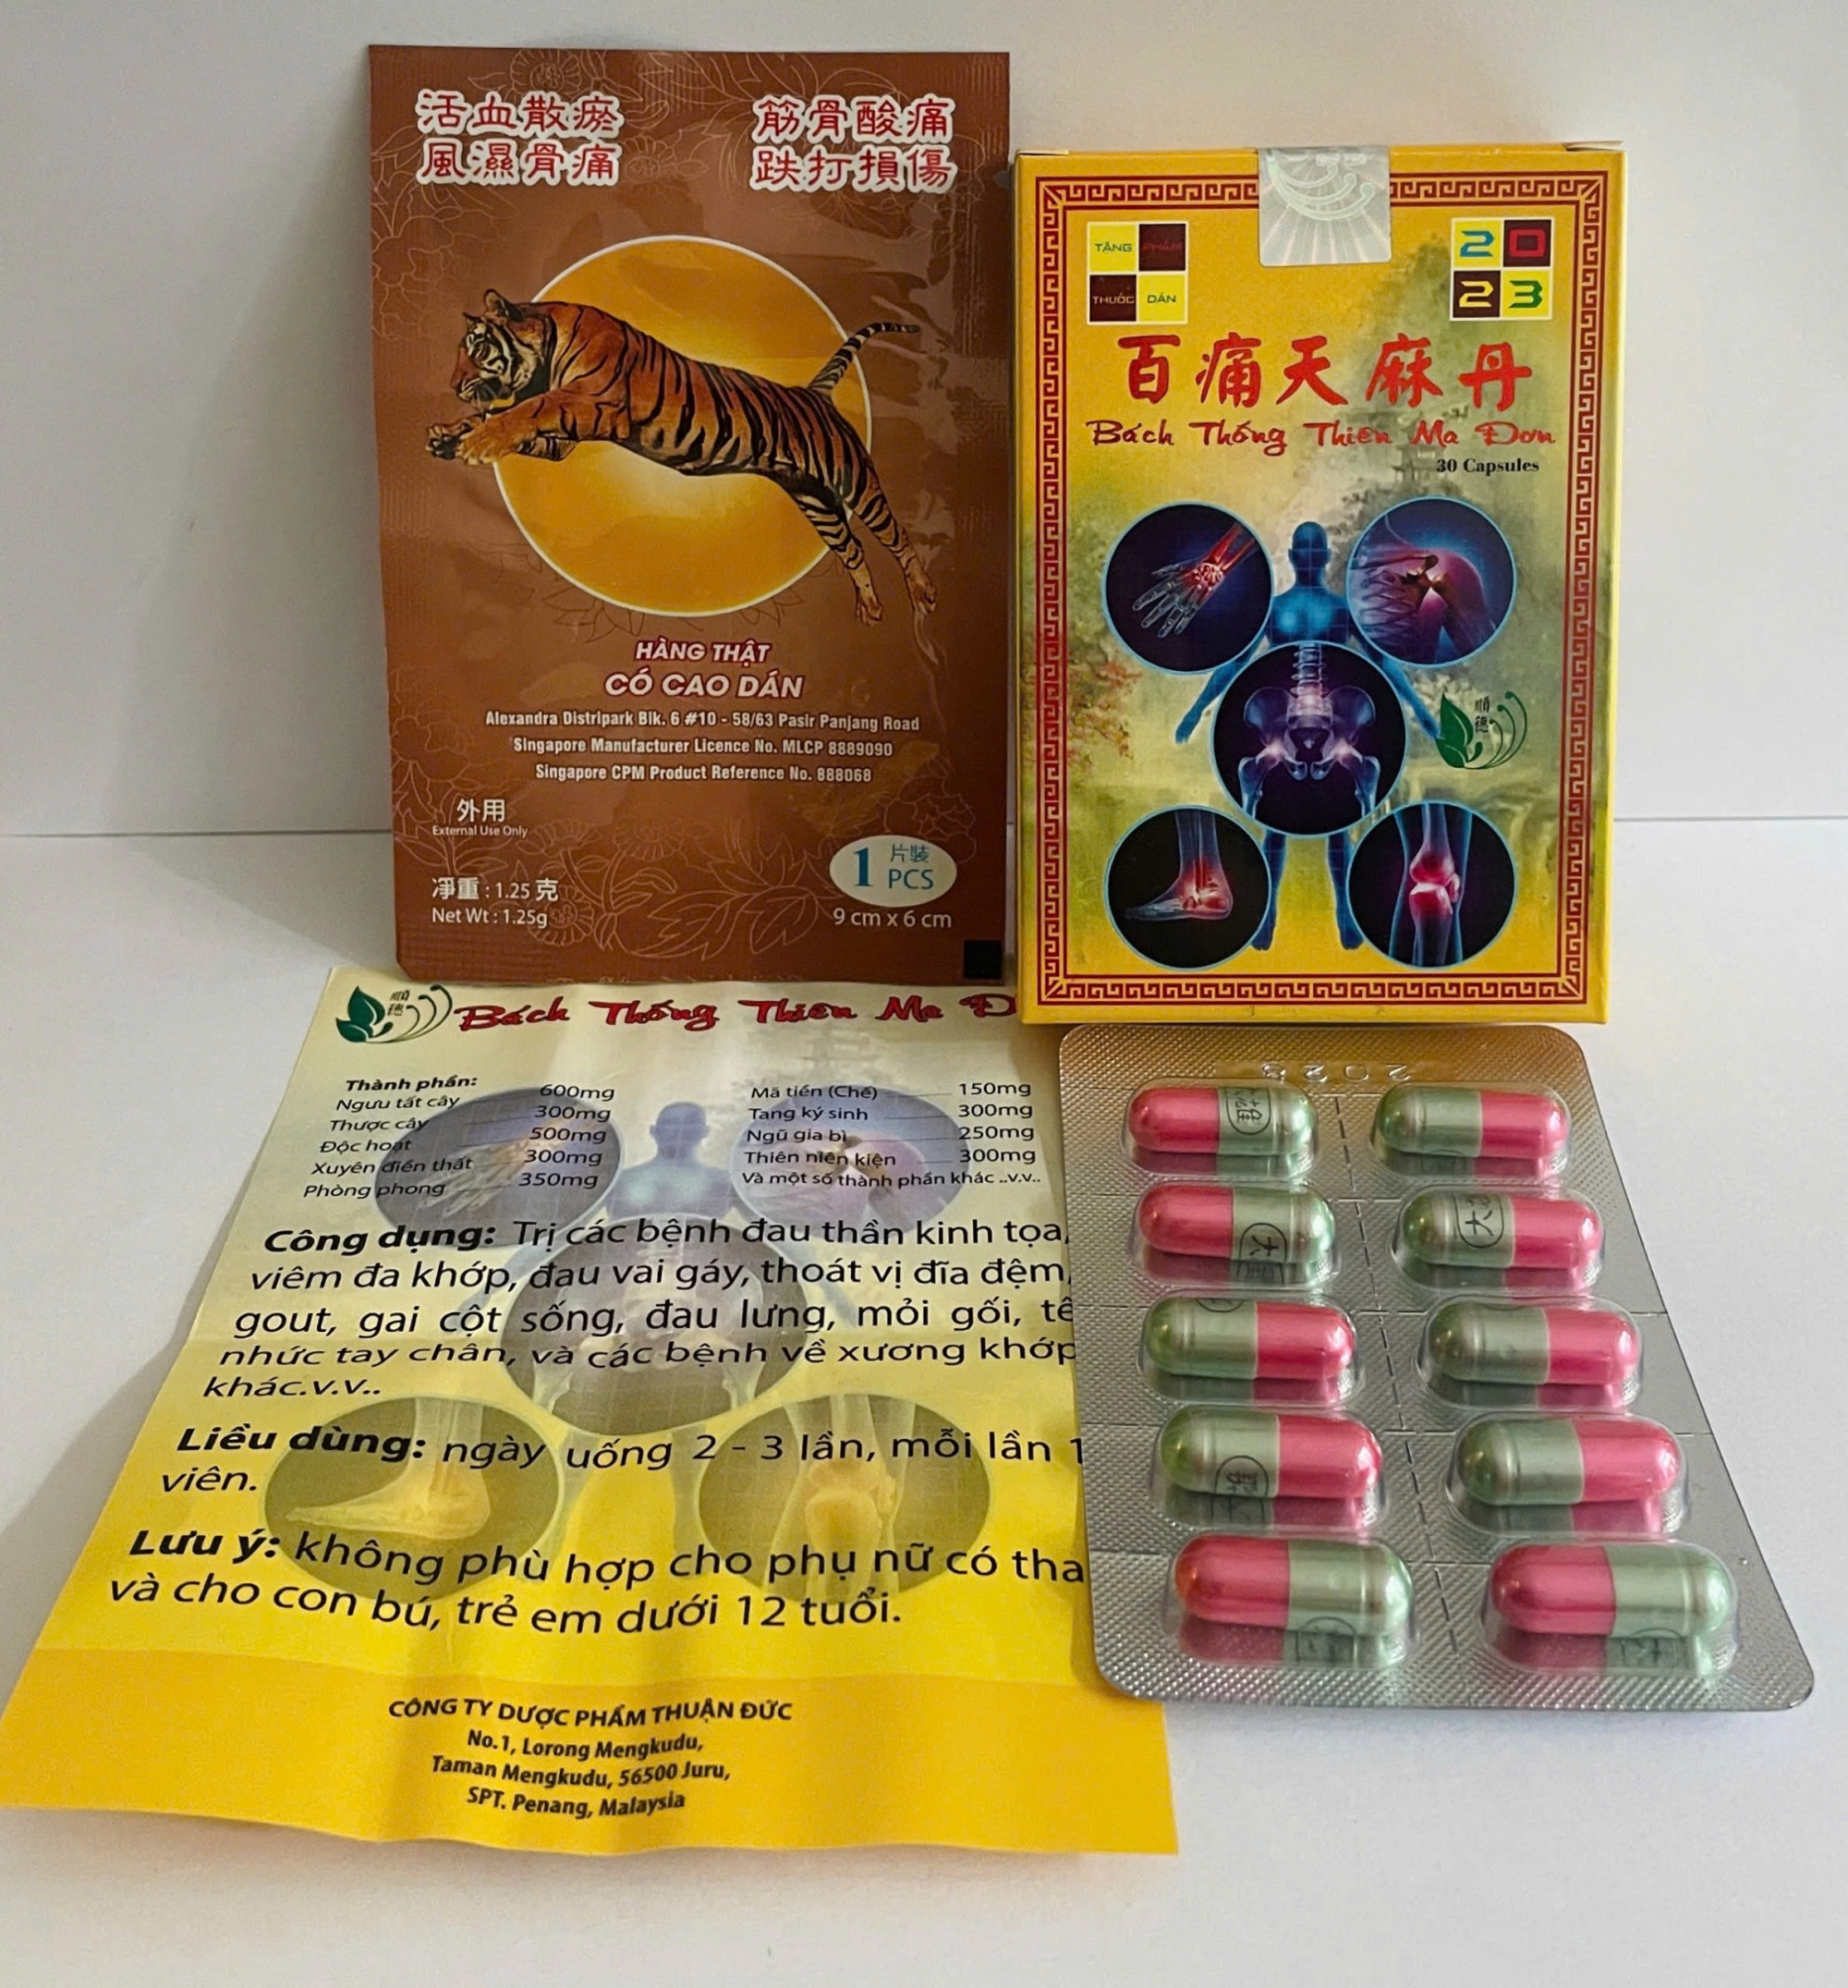 活血散瘀
風濕骨痛
筋骨酸痛
跌打損傷
HÀNG THẬT
CÓ CAO DÁN
Alexandra Distripark Blk. 6 #10 - 58/63 Pasir Panjang Road
Singapore Manufacturer Licence No. MLCP 8889090
Singapore CPM Product Reference No. 888068
外用
External Use Only
淨重 : 1.25 克
Net Wt : 1.25g
1 片裝
PCS
9 cm x 6 cm
TẶNG
THUỐC DÁN
20
23
百痛天麻丹
Bách Thống Thiên Ma Đơn
30 Capsules
順德
順德
Bách Thống Thiên Ma Đ
Thành phần:
Ngưu tất cây 600mg
Thược cây 300mg
Độc hoạt 500mg
Xuyên điền thất 300mg
Phòng phong 350mg
Mã tiền (Chế) 150mg
Tang ký sinh 300mg
Ngũ gia bì 250mg
Thiên niên kiện 300mg
Và một số thành phần khác ..v.v..
Công dụng: Trị các bệnh đau thần kinh tọa,
viêm đa khớp, đau vai gáy, thoát vị đĩa đệm,
gout, gai cột sống, đau lưng, mỏi gối, tê
nhức tay chân, và các bệnh về xương khớp
khác.v.v..
Liều dùng: ngày uống 2 - 3 lần, mỗi lần 1
viên.
Lưu ý: không phù hợp cho phụ nữ có tha
và cho con bú, trẻ em dưới 12 tuổi.
CÔNG TY DƯỢC PHẨM THUẬN ĐỨC
No.1, Lorong Mengkudu,
Taman Mengkudu, 56500 Juru,
SPT. Penang, Malaysia